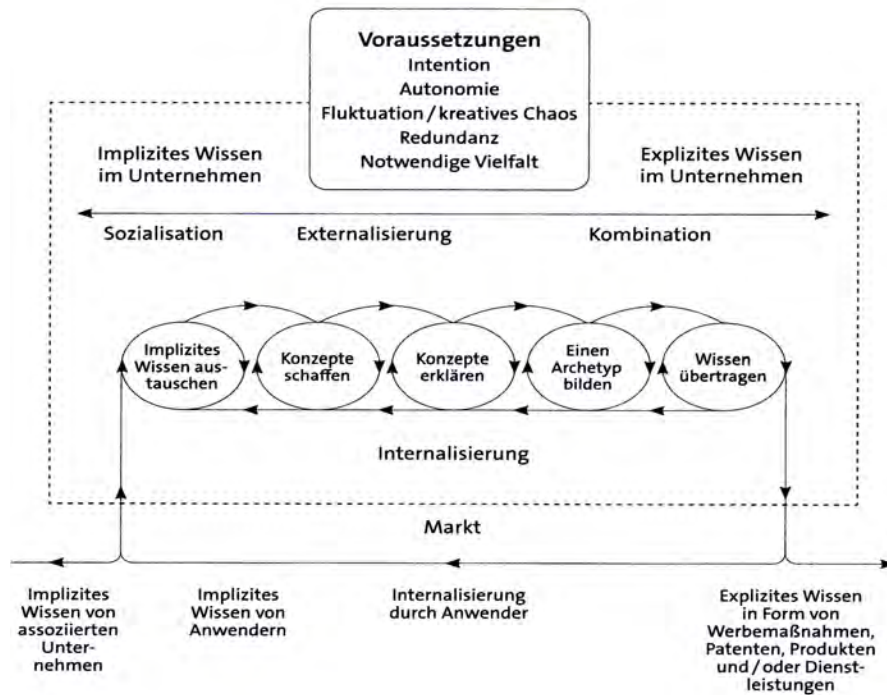 Voraussetzungen
Intention
Autonomie
Fluktuation / kreatives Chaos
Redundanz
Notwendige Vielfalt
Implizites Wissen
im Unternehmen
Explizites Wissen
im Unternehmen
Sozialisation
Externalisierung
Kombination
Implizites
Wissen aus-
tauschen
Konzepte
schaffen
Konzepte
erklären
Einen
Archetyp
bilden
Wissen
übertragen
Internalisierung
Markt
Implizites
Wissen von
assoziierten
Unter-
nehmen
Implizites
Wissen von
Anwendern
Internalisierung
durch Anwender
Explizites Wissen
in Form von
Werbemaßnahmen,
Patenten, Produkten
und / oder Dienst-
leistungen